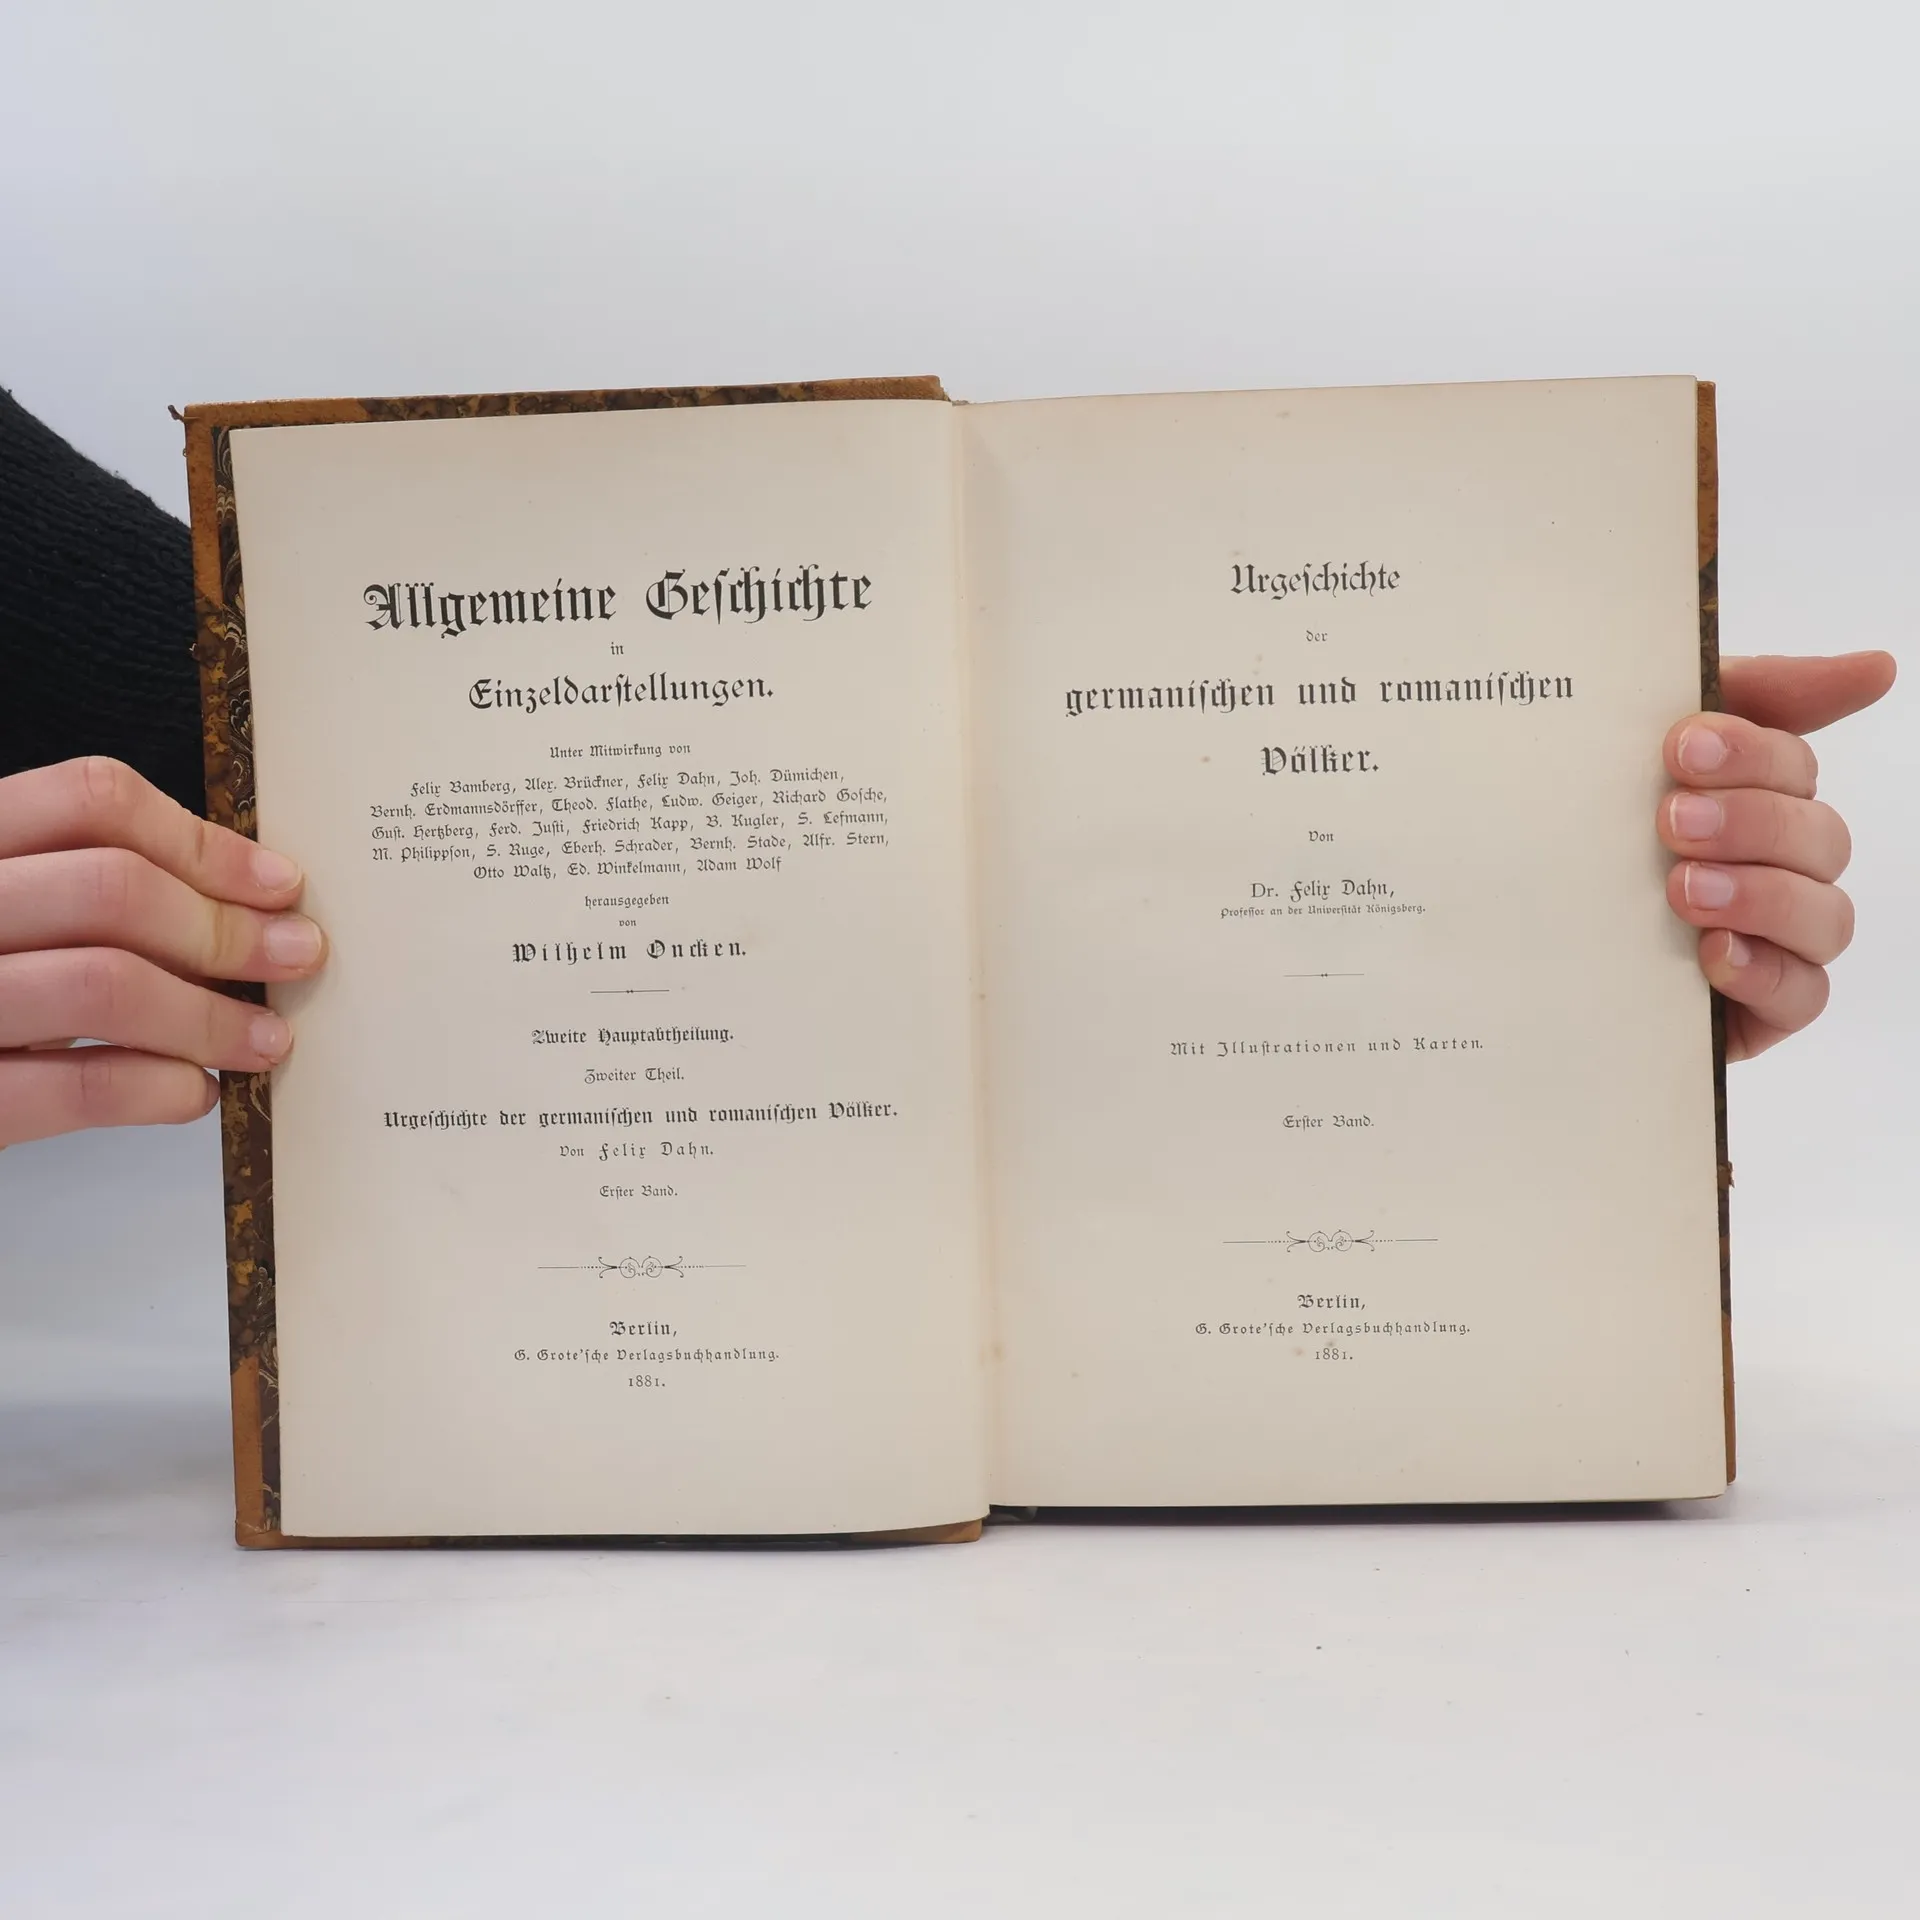 Allgemeine Geschichte
in
Einzeldarstellungen.
Unter Mitwirkung von
Felix Bamberg, Alex. Brückner, Felix Dahn, Joh. Dümichen,
Bernh. Erdmannsdörffer, Theod. Flathe, Ludw. Geiger, Richard Gosche,
Gust. Hertzberg, Ferd. Justi, Friedrich Kapp, B. Kugler, S. Lefmann,
M. Philippson, S. Ruge, Eberh. Schrader, Bernh. Stade, Alfr. Stern,
Otto Waltz, Ed. Winkelmann, Adam Wolf
herausgegeben
von
Wilhelm Oncken.
Zweite Hauptabtheilung.
Zweiter Theil.
Urgeschichte der germanischen und romanischen Völker.
Von Felix Dahn.
Erster Band.
Berlin,
G. Grote'sche Verlagsbuchhandlung.
1881.
Urgeschichte
der
germanischen und romanischen
Völker.
Von
Dr. Felix Dahn,
Professor an der Universität Königsberg.
Mit Illustrationen und Karten.
Erster Band.
Berlin,
G. Grote'sche Verlagsbuchhandlung.
1881.